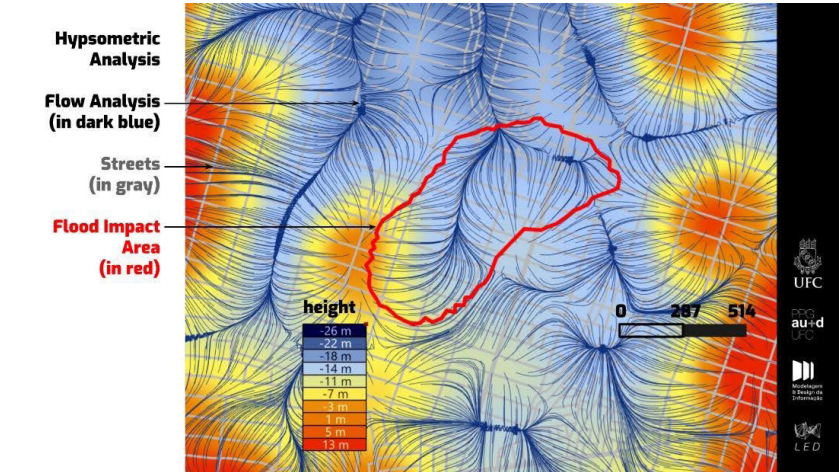 Hypsometric
Analysis
Flow Analysis
(in dark blue)
Streets
(in gray)
Flood Impact
Area
(in red)
height
-26 m
-22 m
-18 m
-14 m
-11 m
-7 m
-3 m
1 m
5 m
13 m
0 287 514
UFC
PPG
au+d
UFC
Modelagem
& Design da
Informação
LED